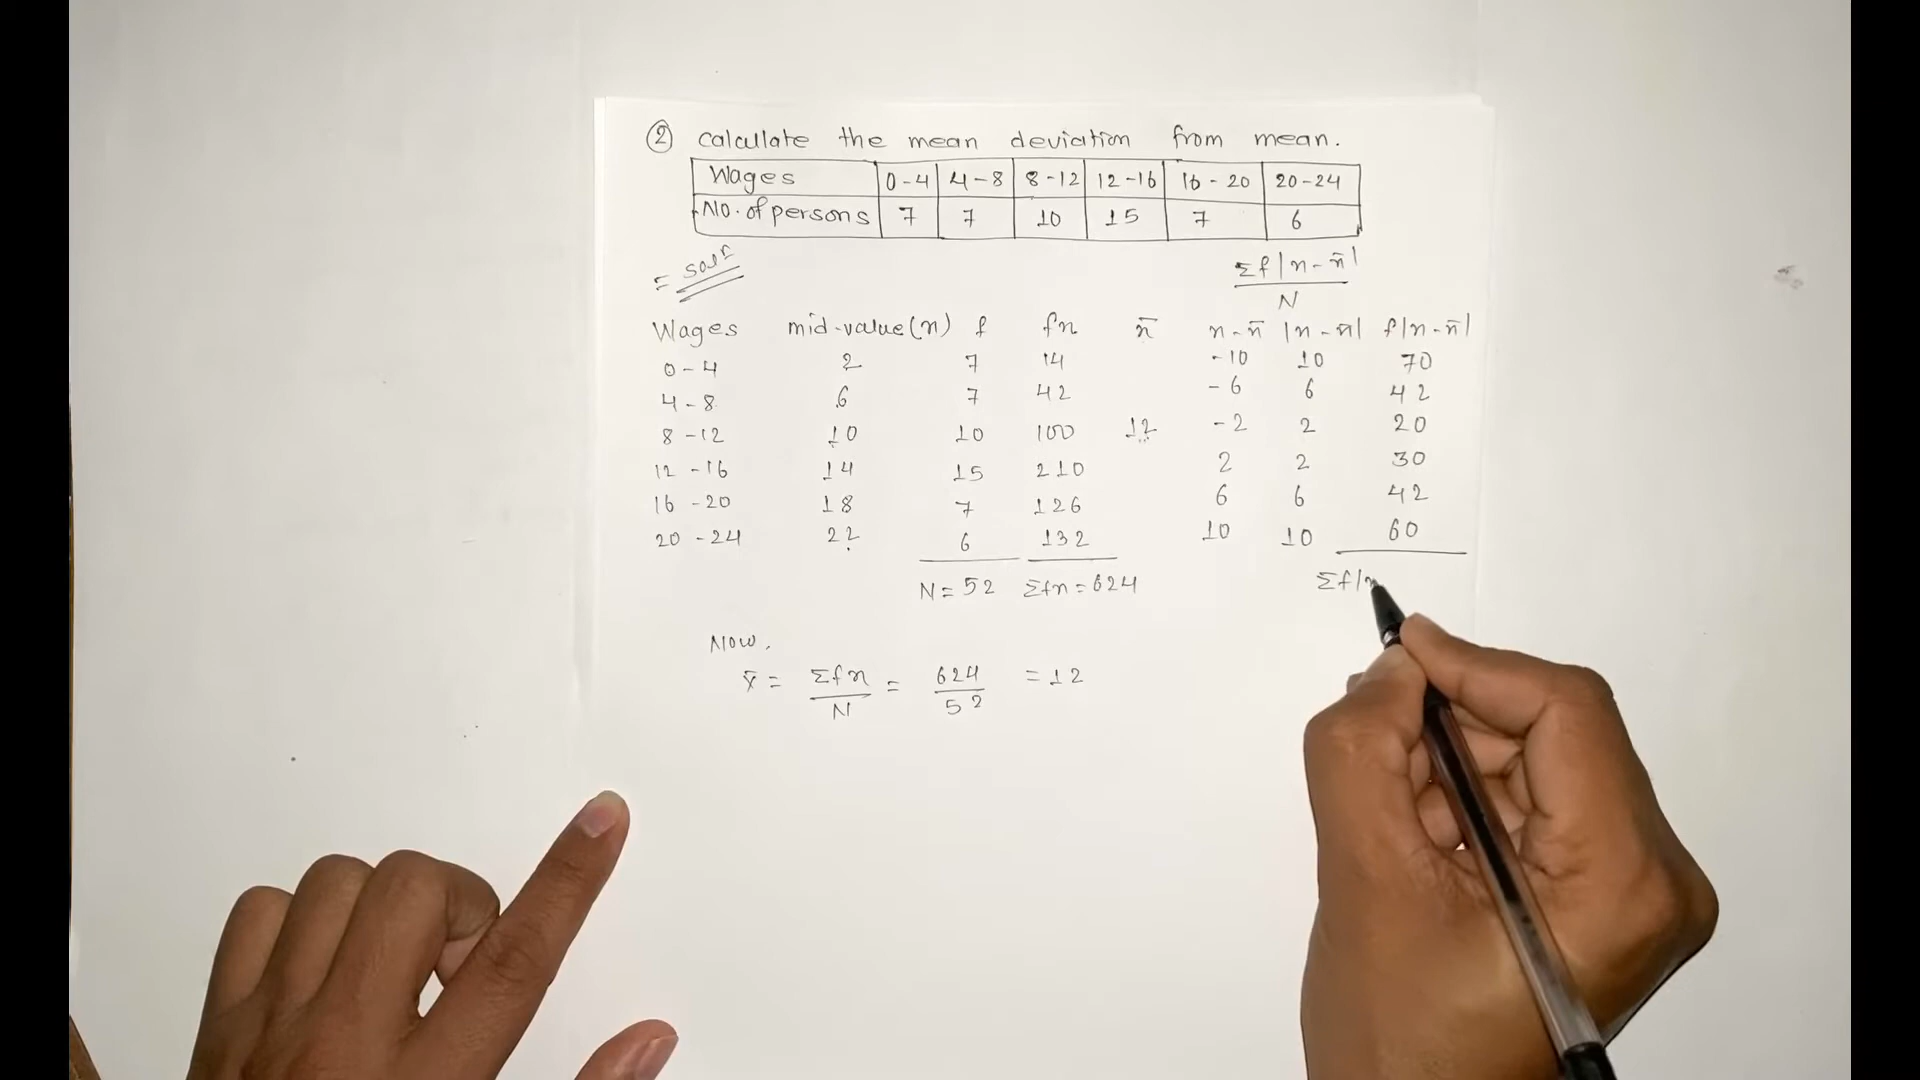 ② calculate the mean deviation from mean.
Wages 0-4 4-8 8-12 12-16 16-20 20-24
No. of persons 7 7 10 15 7 6
= Solⁿ
Σf|x-x̄|
N
Wages mid-value(x) f fx x̄ x-x̄ |x-x̄| f|x-x̄|
0-4 2 7 14 -10 10 70
4-8 6 7 42 -6 6 42
8-12 10 10 100 12 -2 2 20
12-16 14 15 210 2 2 30
16-20 18 7 126 6 6 42
20-24 22 6 132 10 10 60
N=52 Σfx=624 Σf|x
Now,
x̄ = Σfx/N = 624/52 = 12